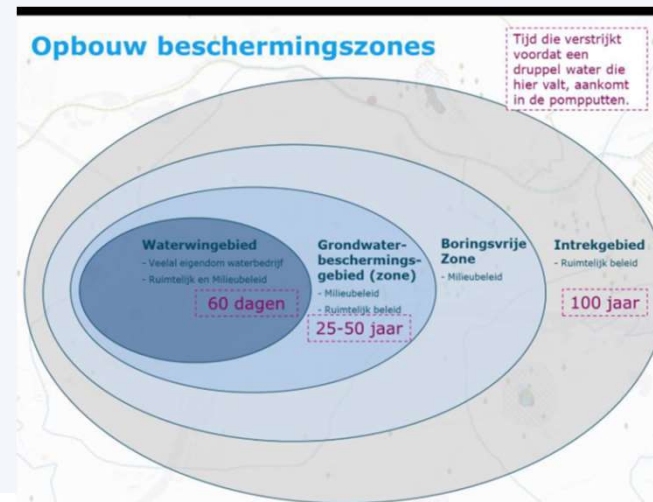 Opbouw beschermingszones
Tijd die verstrijkt
voordat een
druppel water die
hier valt, aankomt
in de pompputten.
Waterwingebied
- Veelal eigendom waterbedrijf
- Ruimtelijk en Milieubeleid
60 dagen
Grondwater-
beschermings-
gebied (zone)
- Milieubeleid
- Ruimtelijk beleid
25-50 jaar
Boringsvrije
Zone
- Milieubeleid
Intrekgebied
- Ruimtelijk beleid
100 jaar